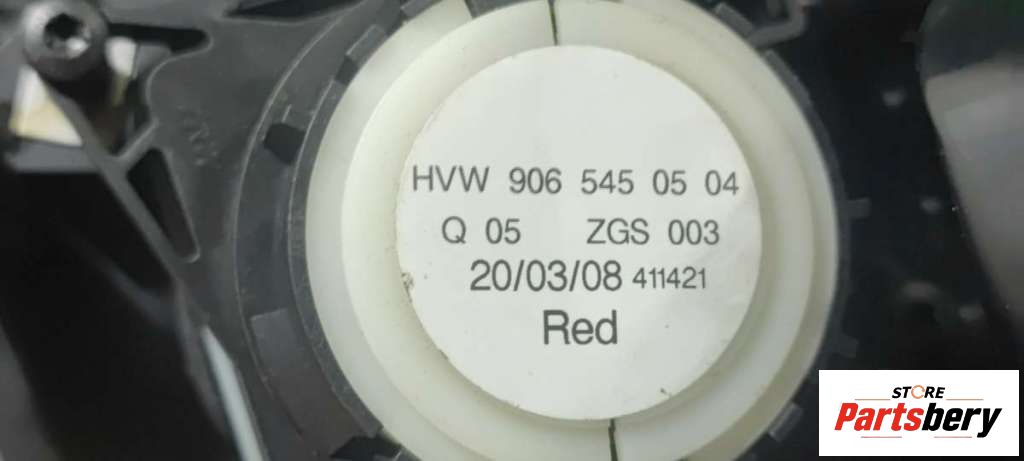 HVW 906 545 05 04
Q 05 ZGS 003
20/03/08 411421
Red
STORE
Partsbery